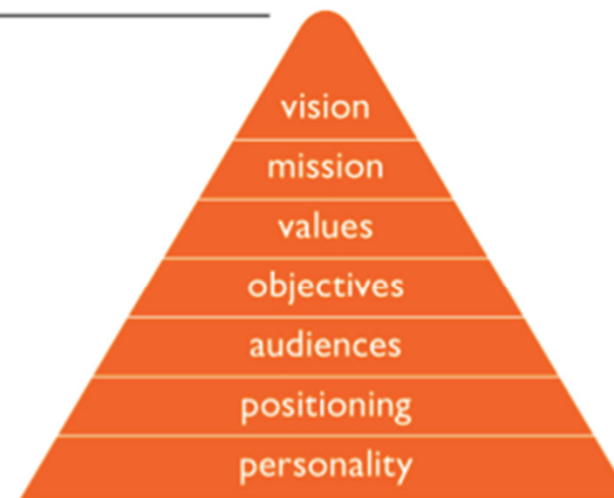 vision
mission
values
objectives
audiences
positioning
personality